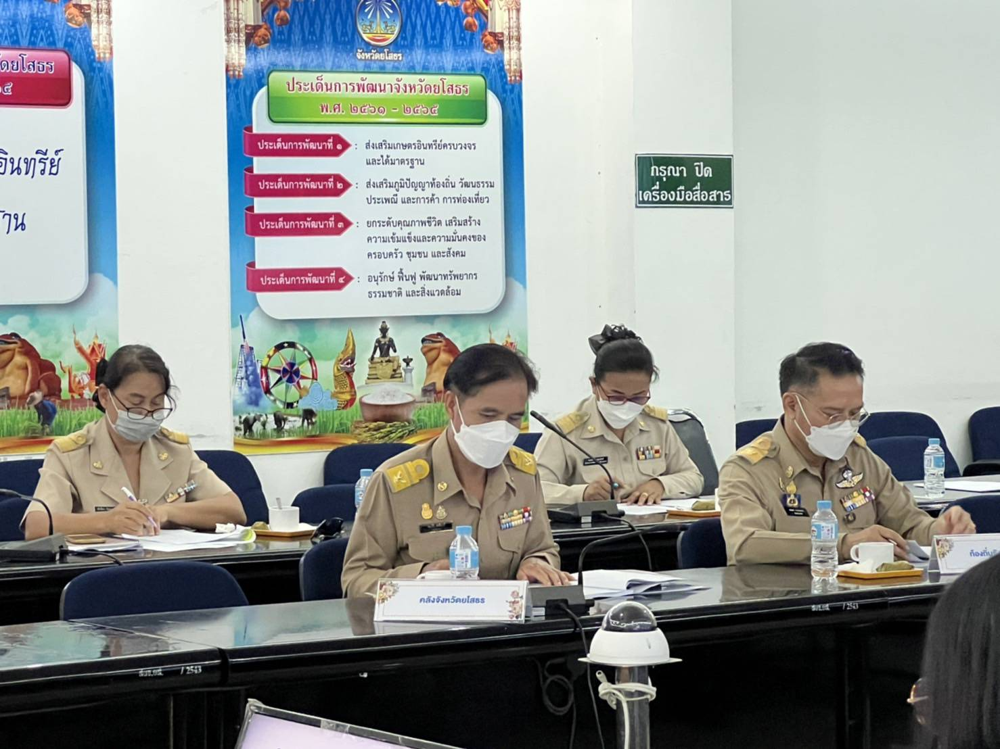 ดยโสธร
๖๕
อินทรีย์
จังหวัดยโสธร
ประเด็นการพัฒนาจังหวัดยโสธร
พ.ศ. ๒๕๖๑ - ๒๕๖๕
ประเด็นการพัฒนาที่ ๑ : ส่งเสริมเกษตรอินทรีย์ครบวงจร
และได้มาตรฐาน
ประเด็นการพัฒนาที่ ๒ : ส่งเสริมภูมิปัญญาท้องถิ่น วัฒนธรรม
ประเพณี และการค้า การท่องเที่ยว
ประเด็นการพัฒนาที่ ๓ : ยกระดับคุณภาพชีวิต เสริมสร้าง
ความเข้มแข็งและความมั่นคงของ
ครอบครัว ชุมชน และสังคม
ประเด็นการพัฒนาที่ ๔ : อนุรักษ์ ฟื้นฟู พัฒนาทรัพยากร
ธรรมชาติ และสิ่งแวดล้อม
กรุณา ปิด
เครื่องมือสื่อสาร
คลังจังหวัดยโสธร
ท้องถิ่น
/ 2543
/ 2543